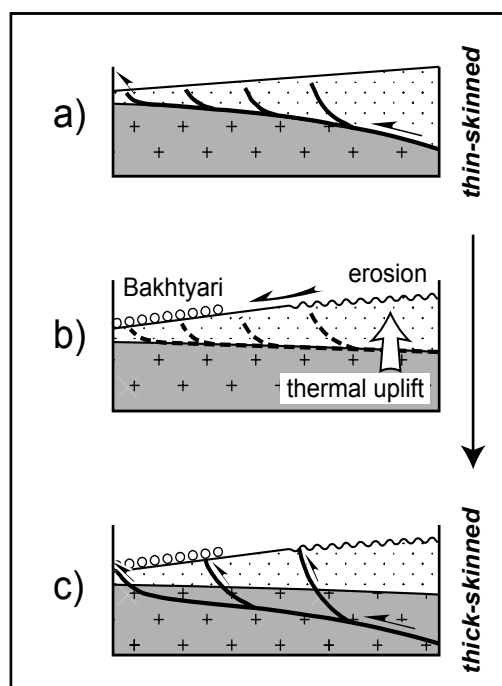 a)
thin-skinned
b)
Bakhtyari
erosion
thermal uplift
c)
thick-skinned